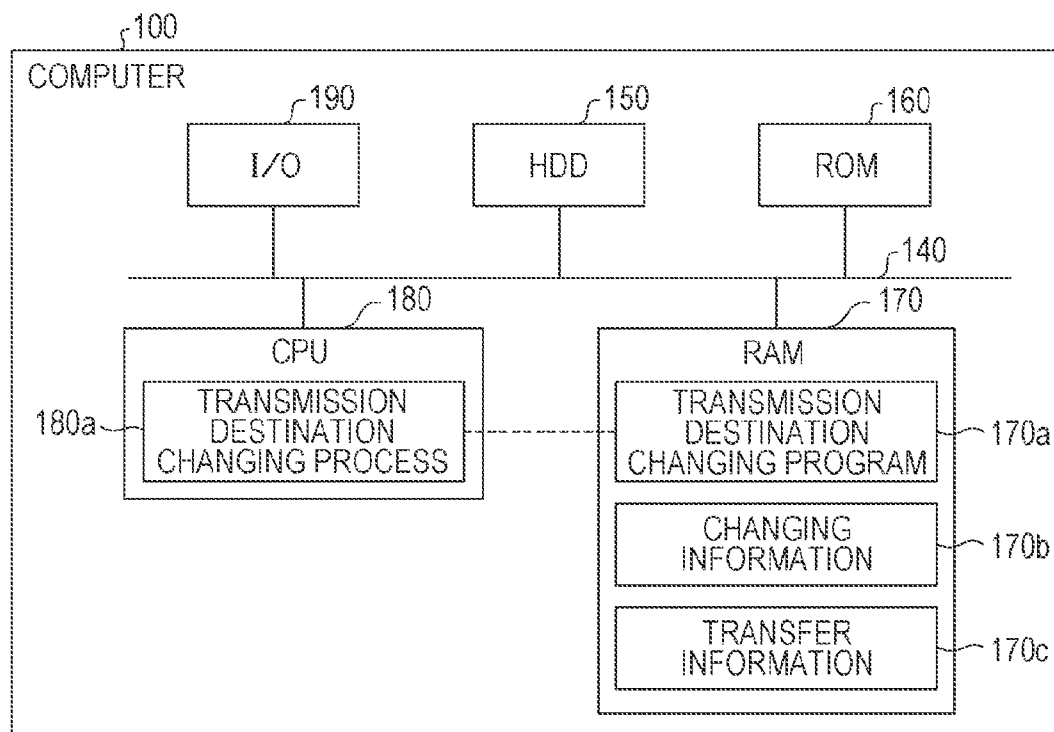 100
COMPUTER
190
150
160
I/O
HDD
ROM
140
180
170
CPU
RAM
180a
TRANSMISSION
DESTINATION
CHANGING PROCESS
TRANSMISSION
DESTINATION
CHANGING PROGRAM
170a
CHANGING
INFORMATION
170b
TRANSFER
INFORMATION
170c